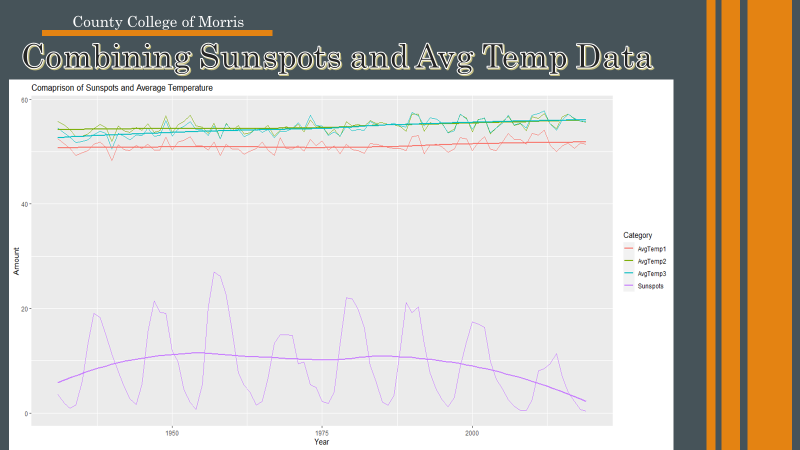 County College of Morris
Combining Sunspots and Avg Temp Data
Comaprison of Sunspots and Average Temperature
60
40
20
0
Amount
1950
1975
2000
Year
Category
AvgTemp1
AvgTemp2
AvgTemp3
Sunspots